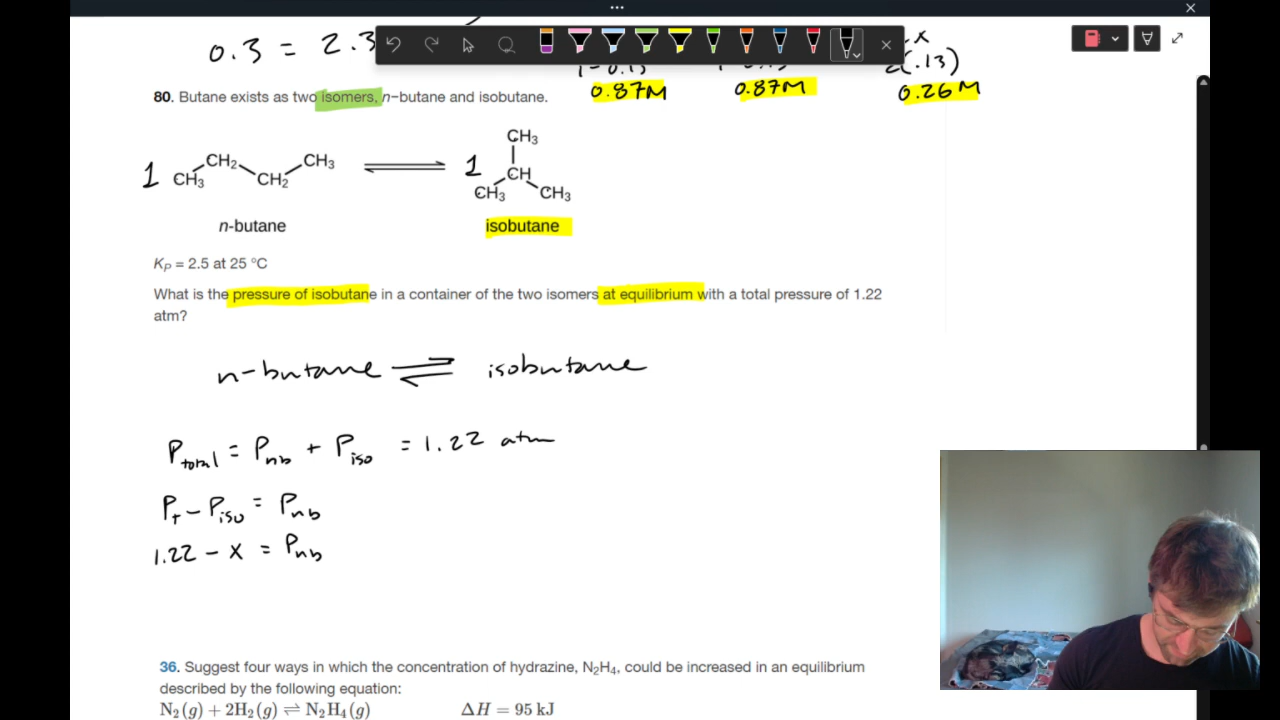 0.3 = 2.3
x
(.13)
0.87M 0.87M 0.26M
80. Butane exists as two isomers, n−butane and isobutane.
CH3
CH2 CH3 1
1 CH3 CH2 CH
CH3 CH3
n-butane isobutane
KP = 2.5 at 25 °C
What is the pressure of isobutane in a container of the two isomers at equilibrium with a total pressure of 1.22
atm?
n-butane ⇌ isobutane
Ptotal = Pnb + Piso = 1.22 atm
PT − Piso = Pnb
1.22 − x = Pnb
36. Suggest four ways in which the concentration of hydrazine, N2H4, could be increased in an equilibrium
described by the following equation:
N2(g) + 2H2(g) ⇌ N2H4(g) ΔH = 95 kJ